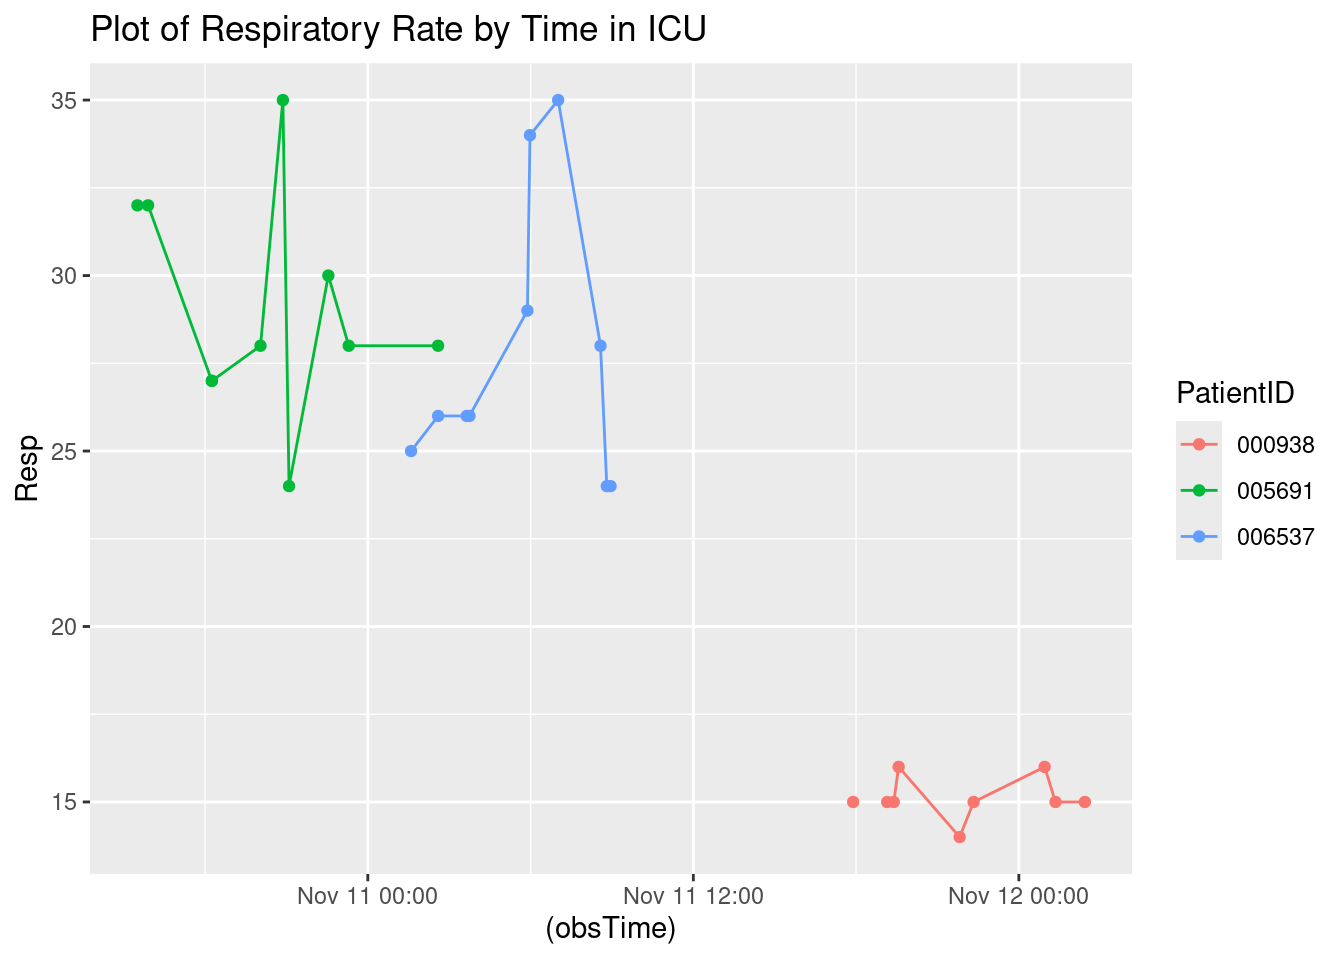 Plot of Respiratory Rate by Time in ICU
35
30
25
20
15
Resp
Nov 11 00:00
Nov 11 12:00
Nov 12 00:00
(obsTime)
PatientID
000938
005691
006537